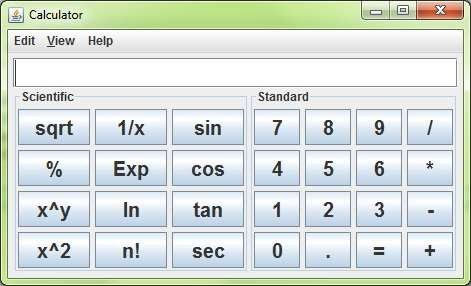 Calculator
Edit View Help
Scientific Standard
sqrt 1/x sin 7 8 9 /
% Exp cos 4 5 6 *
x^y ln tan 1 2 3 -
x^2 n! sec 0 . = +